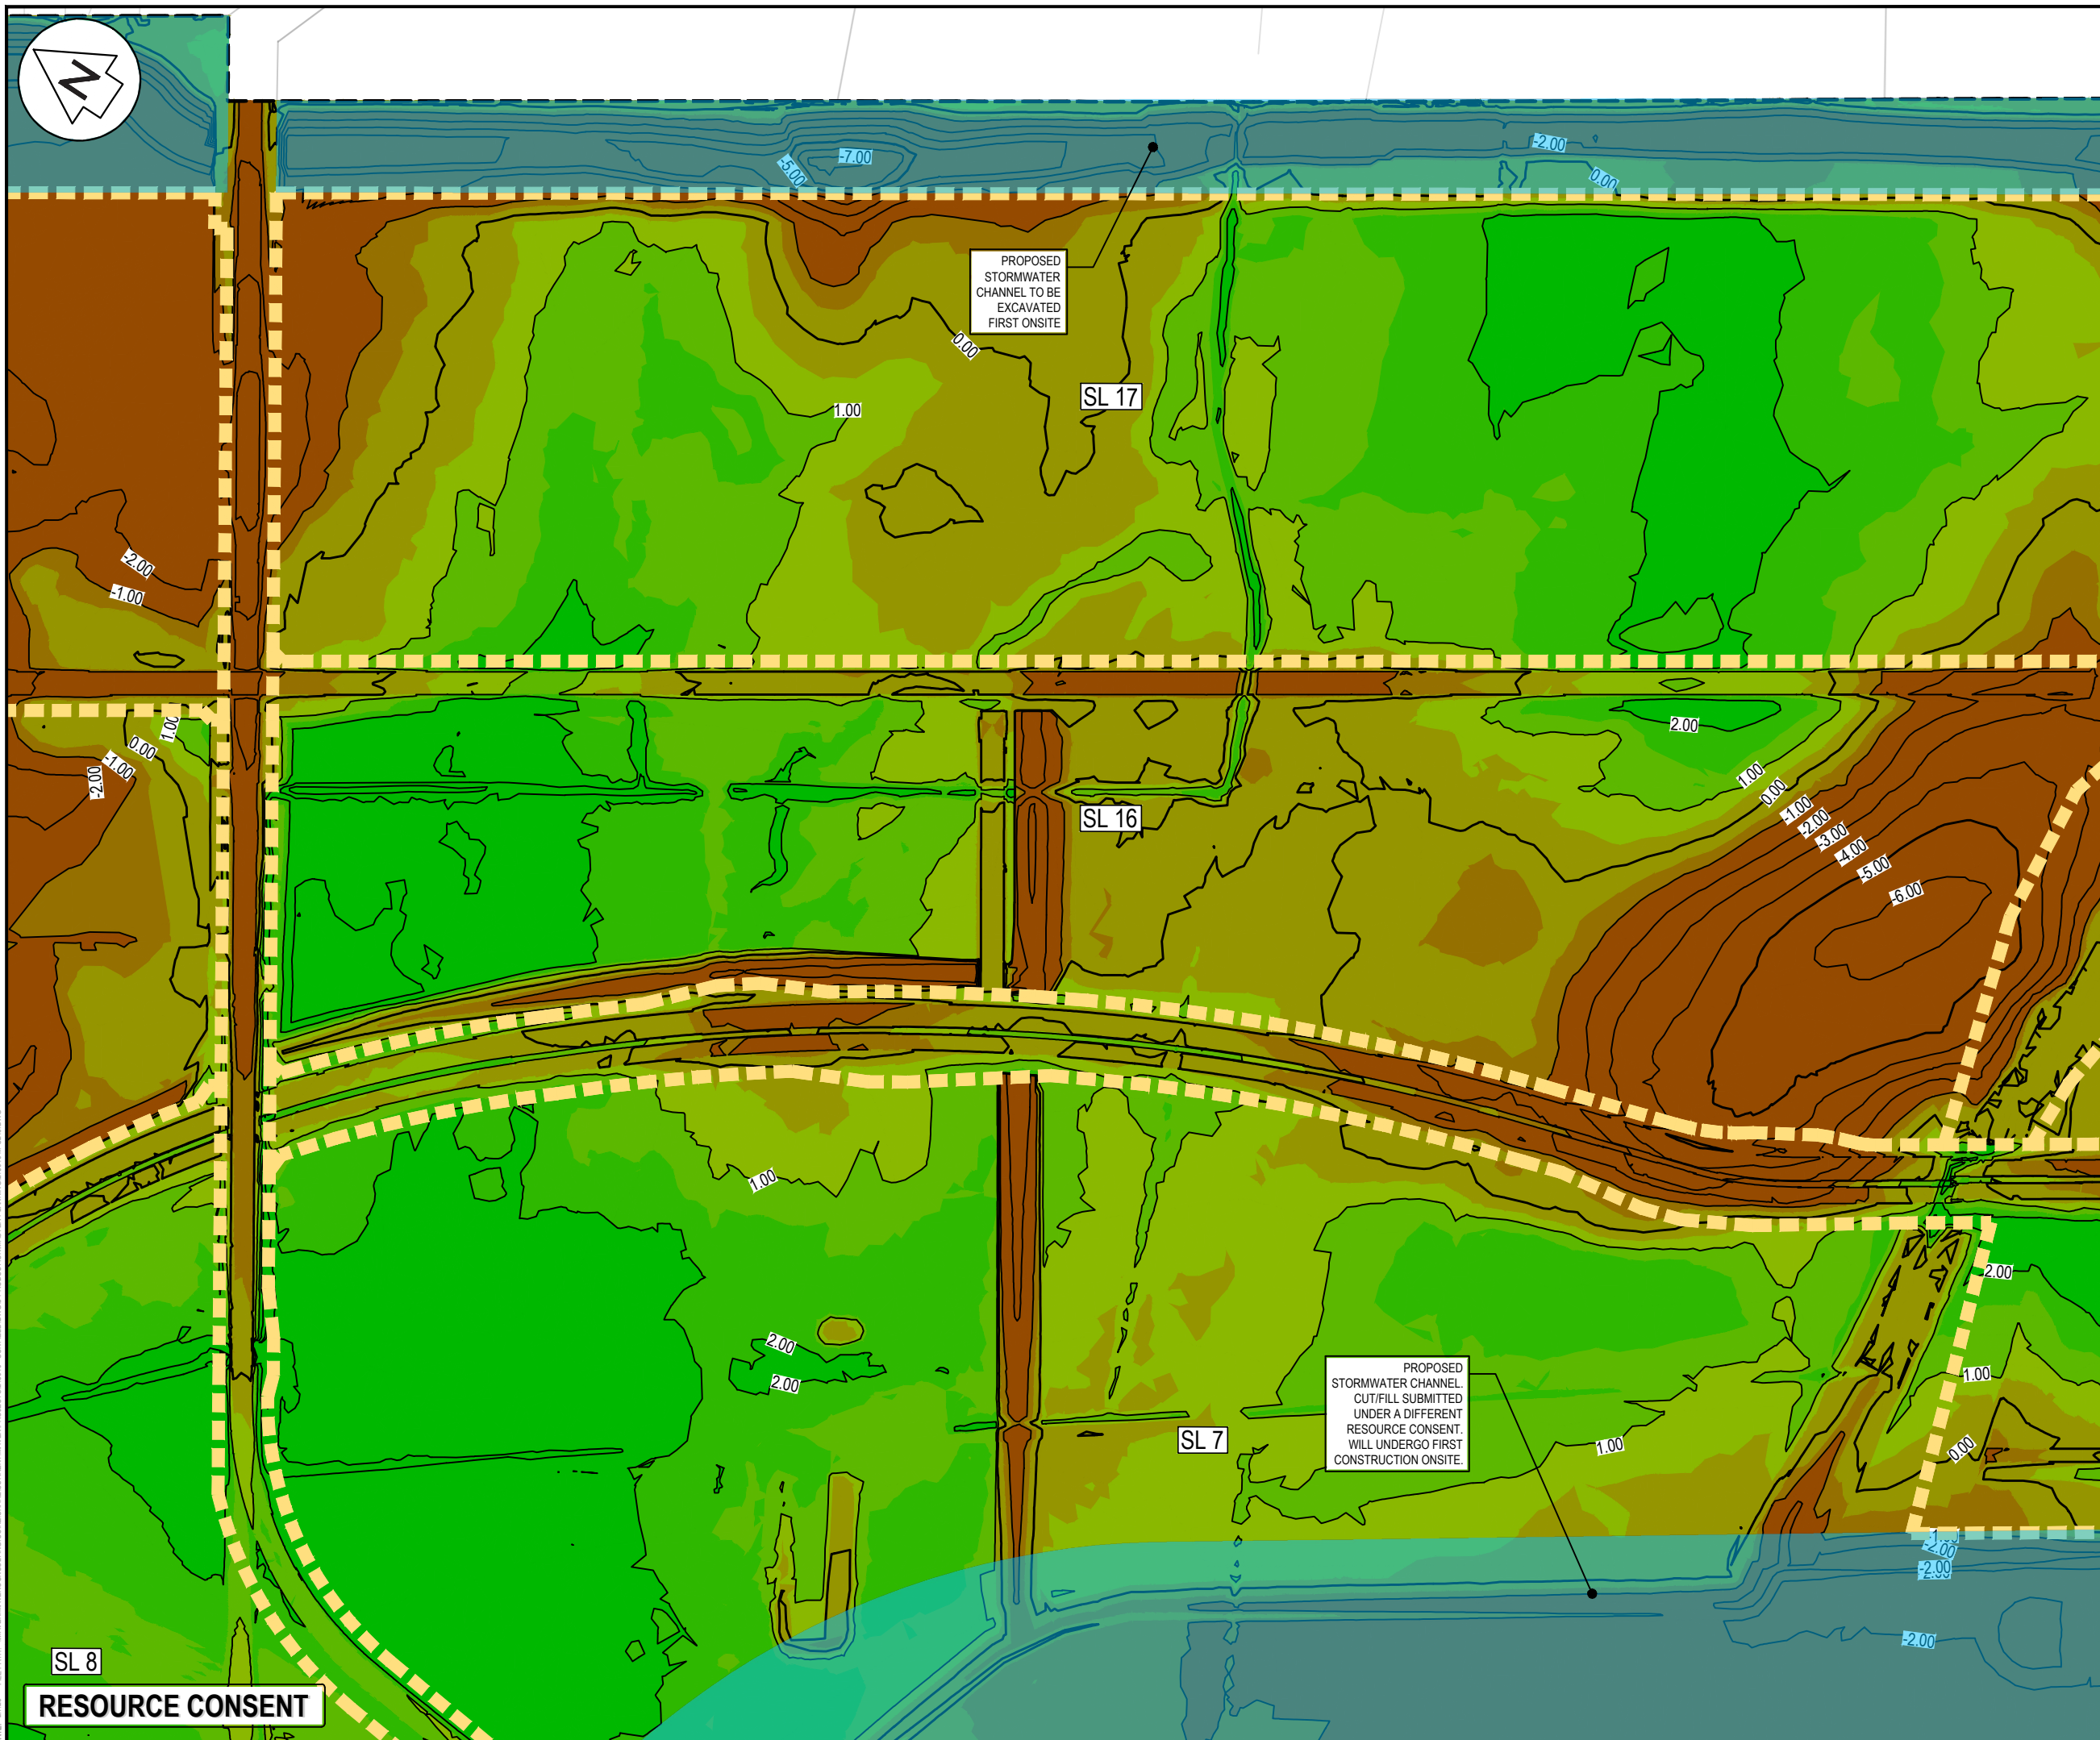 N
-5.00
-7.00
-2.00
0.00
PROPOSED
STORMWATER
CHANNEL TO BE
EXCAVATED
FIRST ONSITE
0.00
SL 17
1.00
-2.00
-1.00
1.00
0.00
-1.00
-2.00
2.00
1.00
0.00
-1.00
-2.00
-3.00
-4.00
-5.00
-6.00
SL 16
1.00
2.00
2.00
2.00
1.00
0.00
PROPOSED
STORMWATER CHANNEL.
CUT/FILL SUBMITTED
UNDER A DIFFERENT
RESOURCE CONSENT.
WILL UNDERGO FIRST
CONSTRUCTION ONSITE.
SL 7
1.00
-2.00
-2.00
-2.00
SL 8
RESOURCE CONSENT